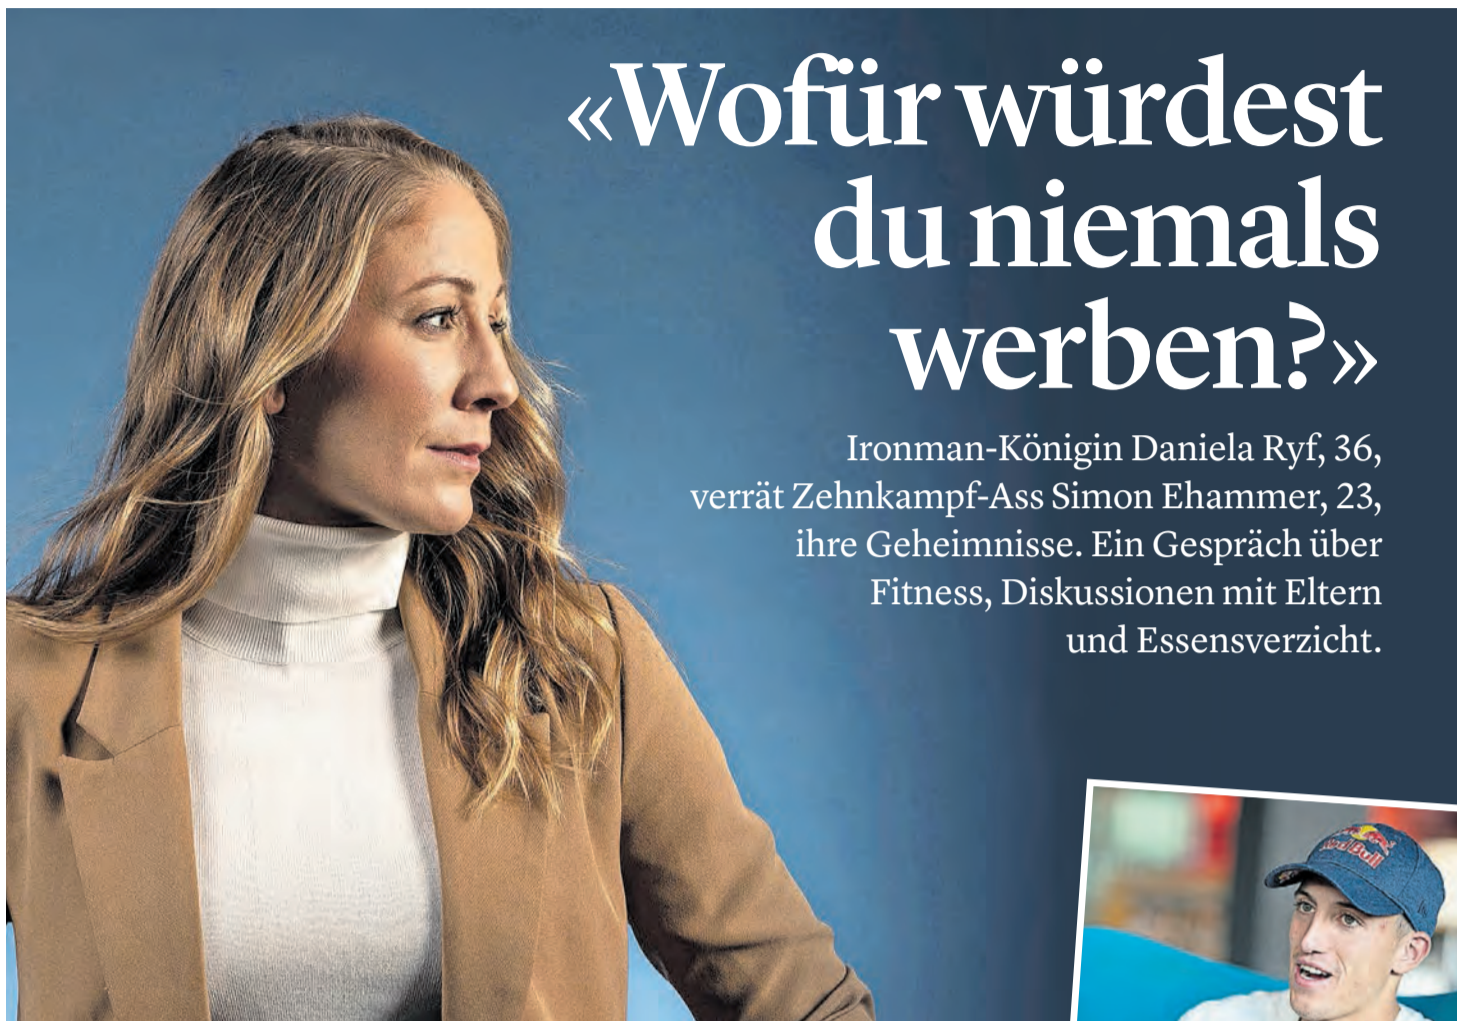 «Wofür würdest
du niemals
werben?»
Ironman-Königin Daniela Ryf, 36,
verrät Zehnkampf-Ass Simon Ehammer, 23,
ihre Geheimnisse. Ein Gespräch über
Fitness, Diskussionen mit Eltern
und Essensverzicht.
Red Bull